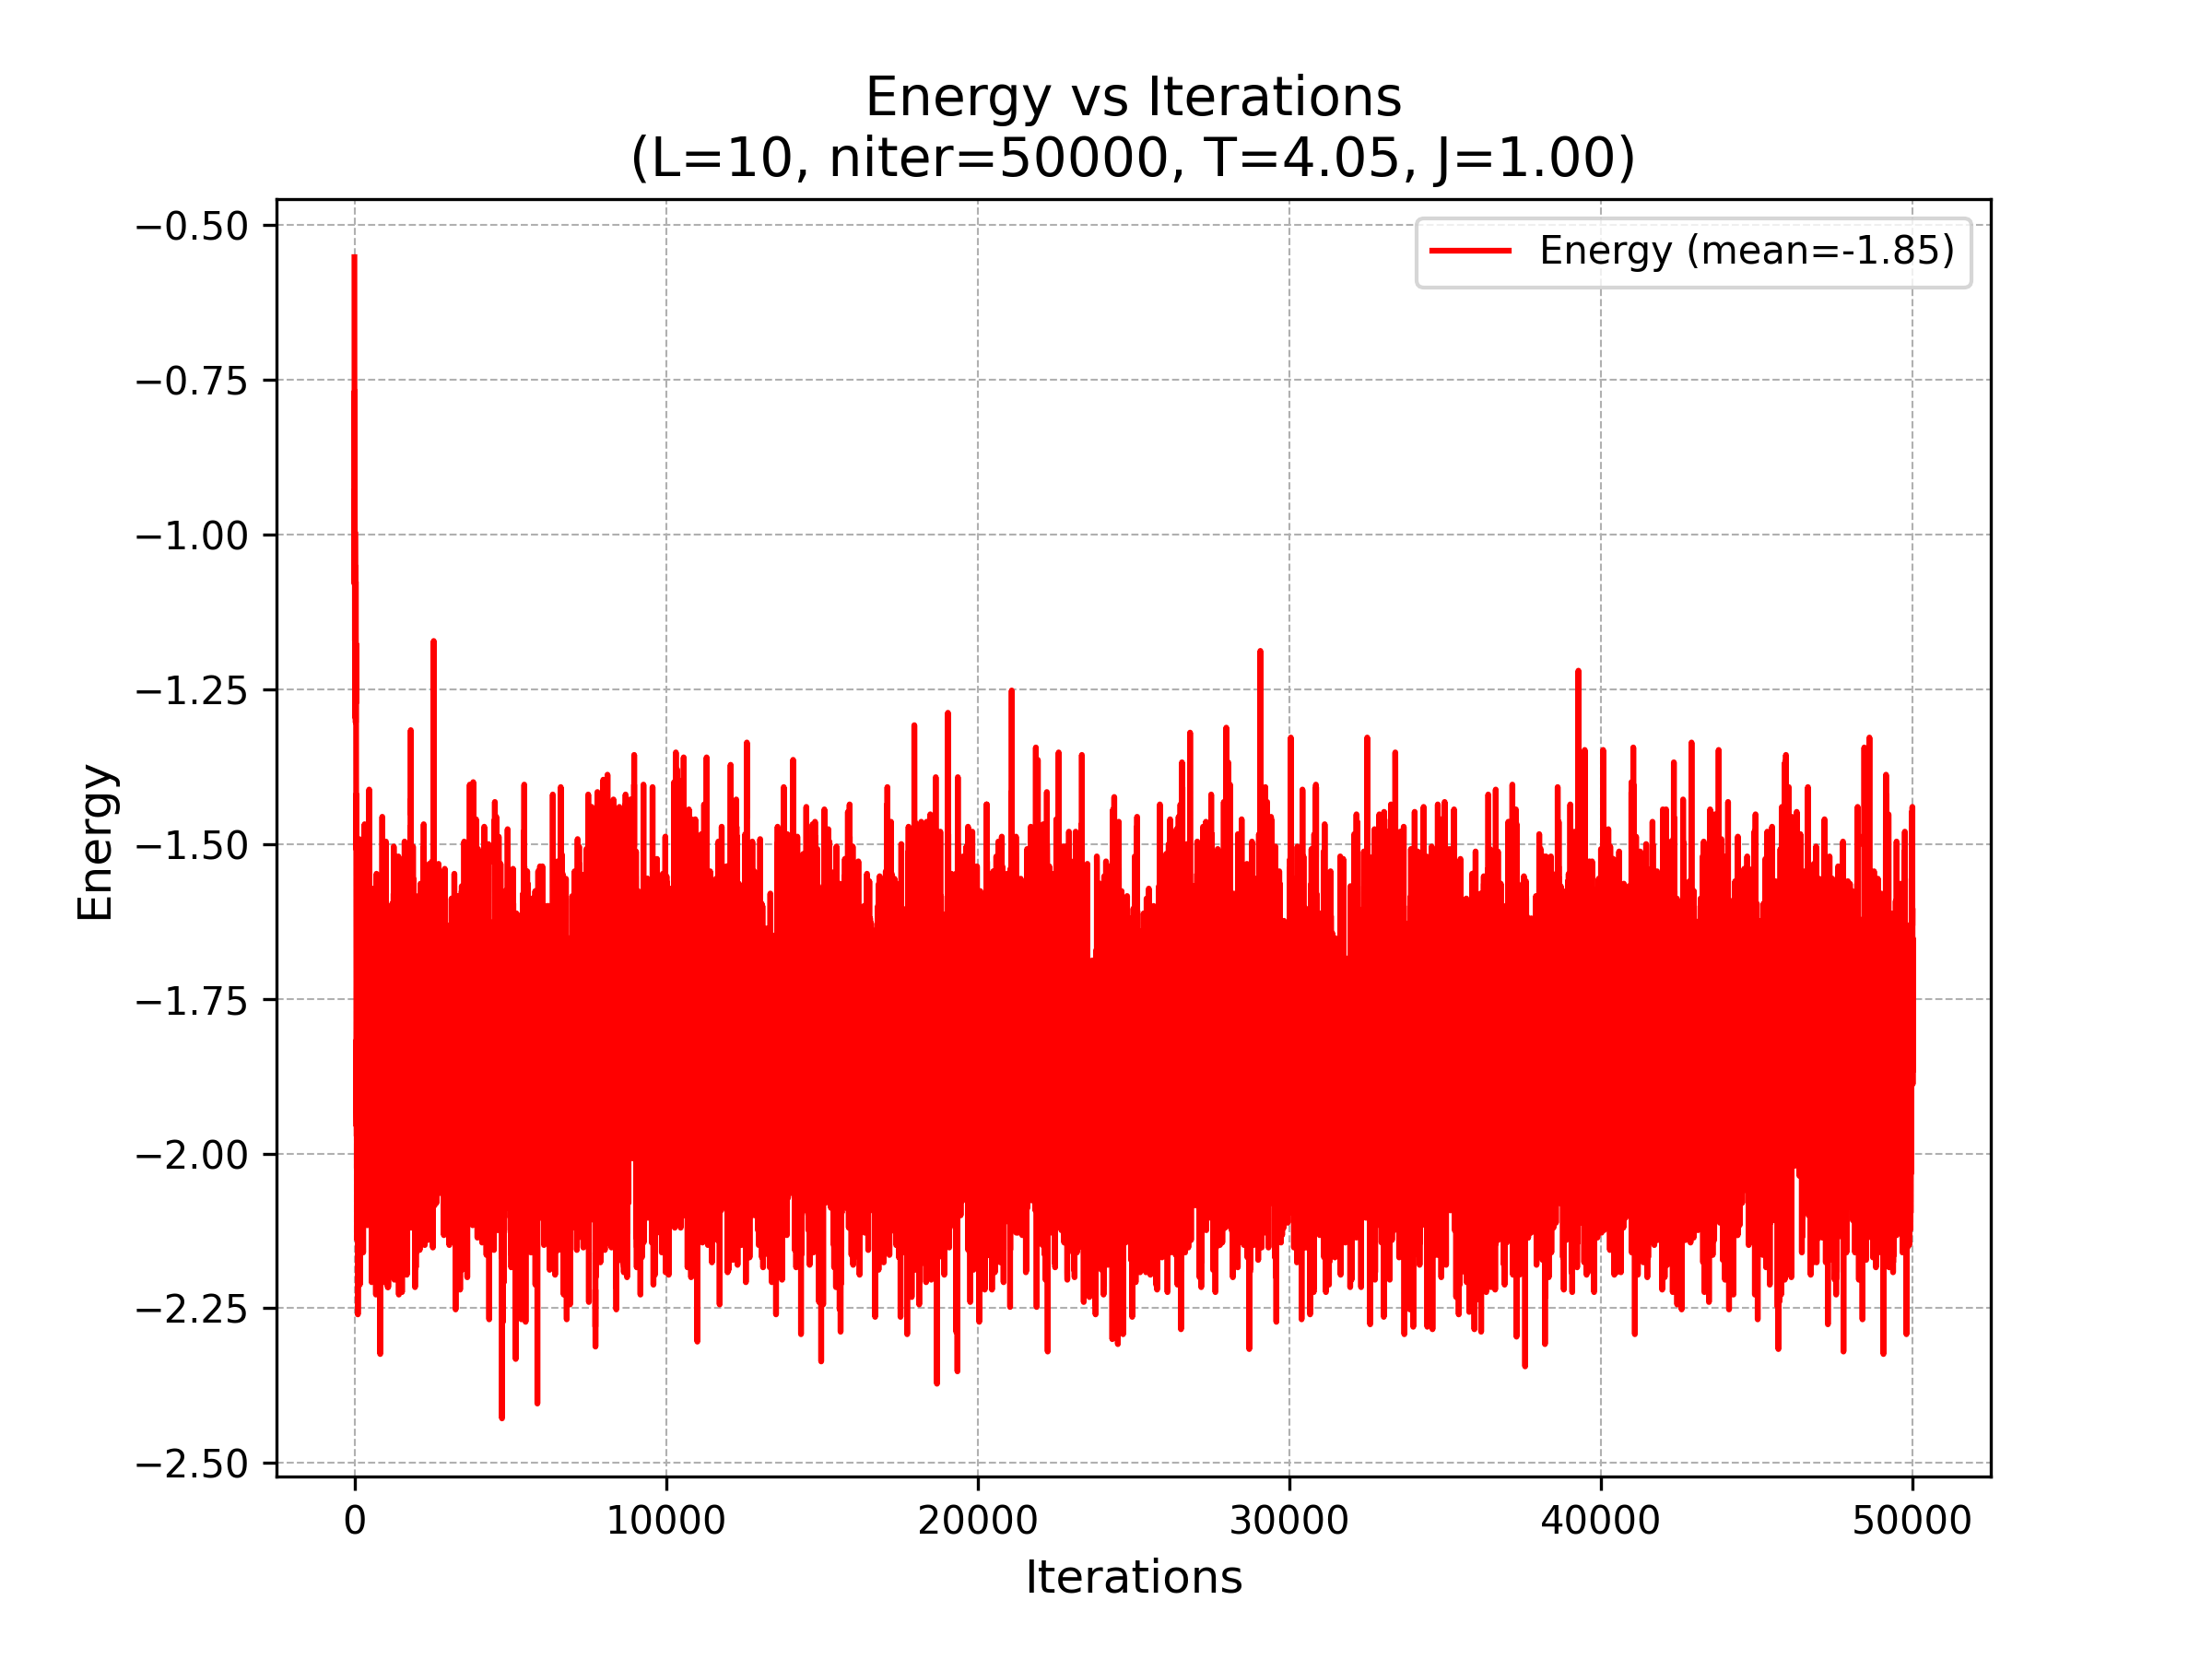 Energy vs Iterations
(L=10, niter=50000, T=4.05, J=1.00)
Energy (mean=-1.85)
−0.50
−0.75
−1.00
−1.25
−1.50
−1.75
−2.00
−2.25
−2.50
Energy
0 10000 20000 30000 40000 50000
Iterations